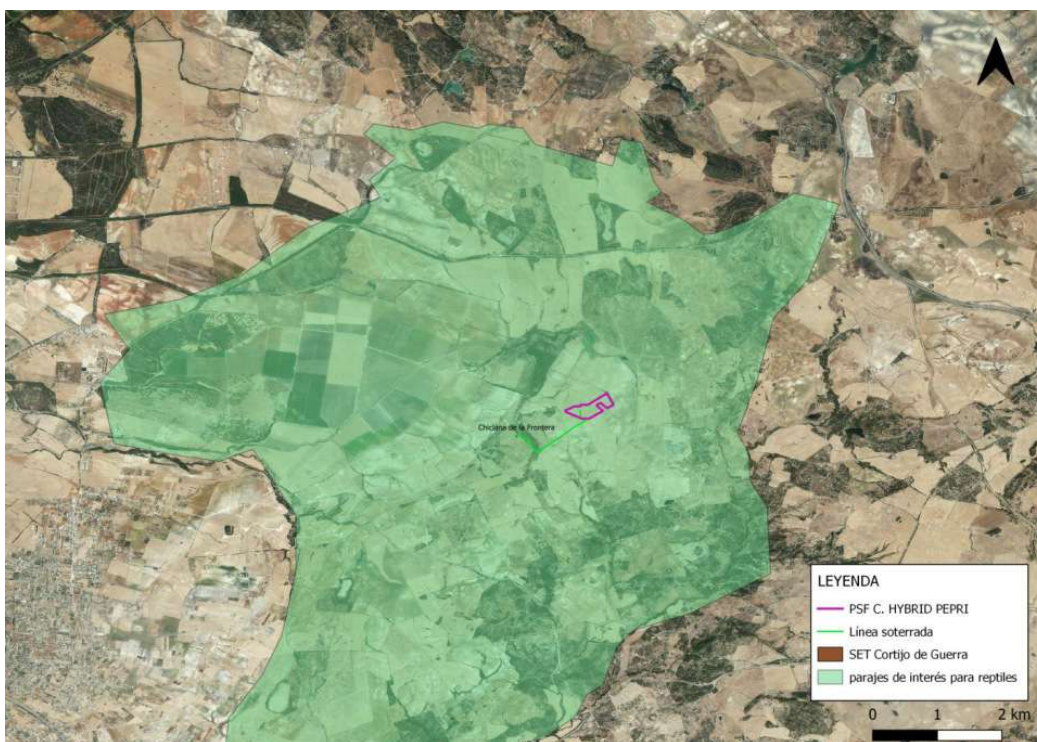 Chiclana de la Frontera
LEYENDA
PSF C. HYBRID PEPRI
Línea soterrada
SET Cortijo de Guerra
parajes de interés para reptiles
0 1 2 km